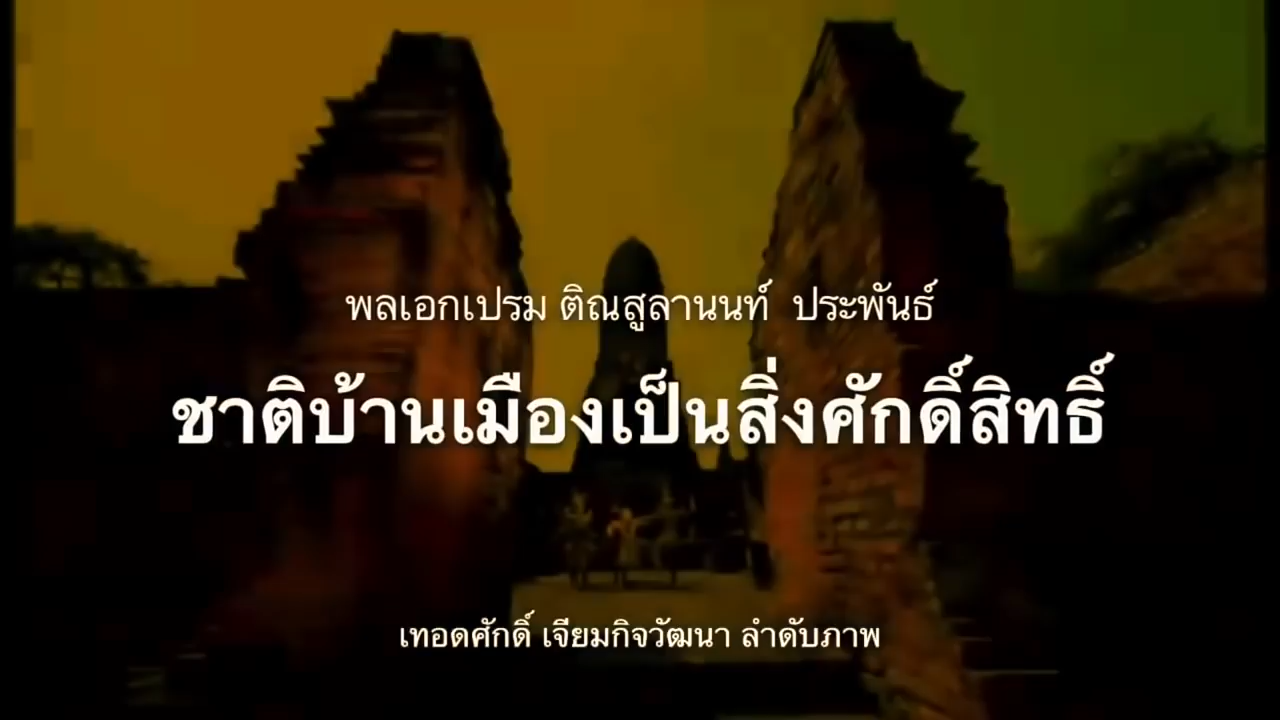 พลเอกเปรม ติณสูลานนท์  ประพันธ์
ชาติบ้านเมืองเป็นสิ่งศักดิ์สิทธิ์
เทอดศักดิ์ เจียมกิจวัฒนา ลำดับภาพ